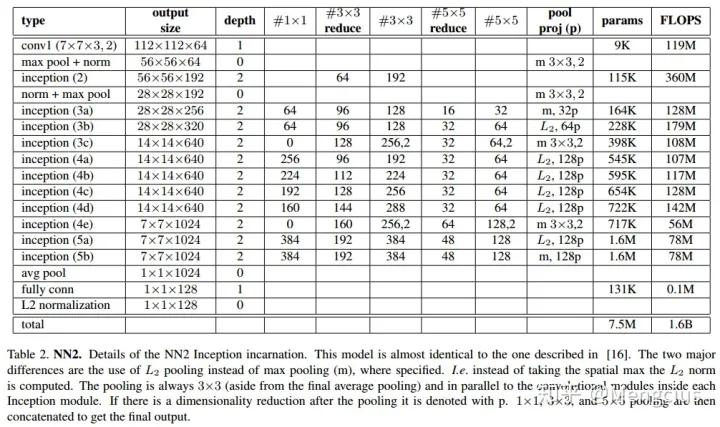 type output size depth #1×1 #3×3 reduce #3×3 #5×5 reduce #5×5 pool proj (p) params FLOPS
conv1 (7×7×3, 2) 112×112×64 1 9K 119M
max pool + norm 56×56×64 0 m 3×3, 2
inception (2) 56×56×192 2 64 192 115K 360M
norm + max pool 28×28×192 0 m 3×3, 2
inception (3a) 28×28×256 2 64 96 128 16 32 m, 32p 164K 128M
inception (3b) 28×28×320 2 64 96 128 32 64 L2, 64p 228K 179M
inception (3c) 14×14×640 2 0 128 256,2 32 64,2 m 3×3,2 398K 108M
inception (4a) 14×14×640 2 256 96 192 32 64 L2, 128p 545K 107M
inception (4b) 14×14×640 2 224 112 224 32 64 L2, 128p 595K 117M
inception (4c) 14×14×640 2 192 128 256 32 64 L2, 128p 654K 128M
inception (4d) 14×14×640 2 160 144 288 32 64 L2, 128p 722K 142M
inception (4e) 7×7×1024 2 0 160 256,2 64 128,2 m 3×3,2 717K 56M
inception (5a) 7×7×1024 2 384 192 384 48 128 L2, 128p 1.6M 78M
inception (5b) 7×7×1024 2 384 192 384 48 128 m, 128p 1.6M 78M
avg pool 1×1×1024 0
fully conn 1×1×128 1 131K 0.1M
L2 normalization 1×1×128 0
total 7.5M 1.6B
Table 2. NN2. Details of the NN2 Inception incarnation. This model is almost identical to the one described in [16]. The two major
differences are the use of L2 pooling instead of max pooling (m), where specified. I.e. instead of taking the spatial max the L2 norm
is computed. The pooling is always 3×3 (aside from the final average pooling) and in parallel to the convolutional modules inside each
Inception module. If there is a dimensionality reduction after the pooling it is denoted with p. 1×1, 3×3, and 5×5 pooling are then
concatenated to get the final output.
知乎 @Mengcius